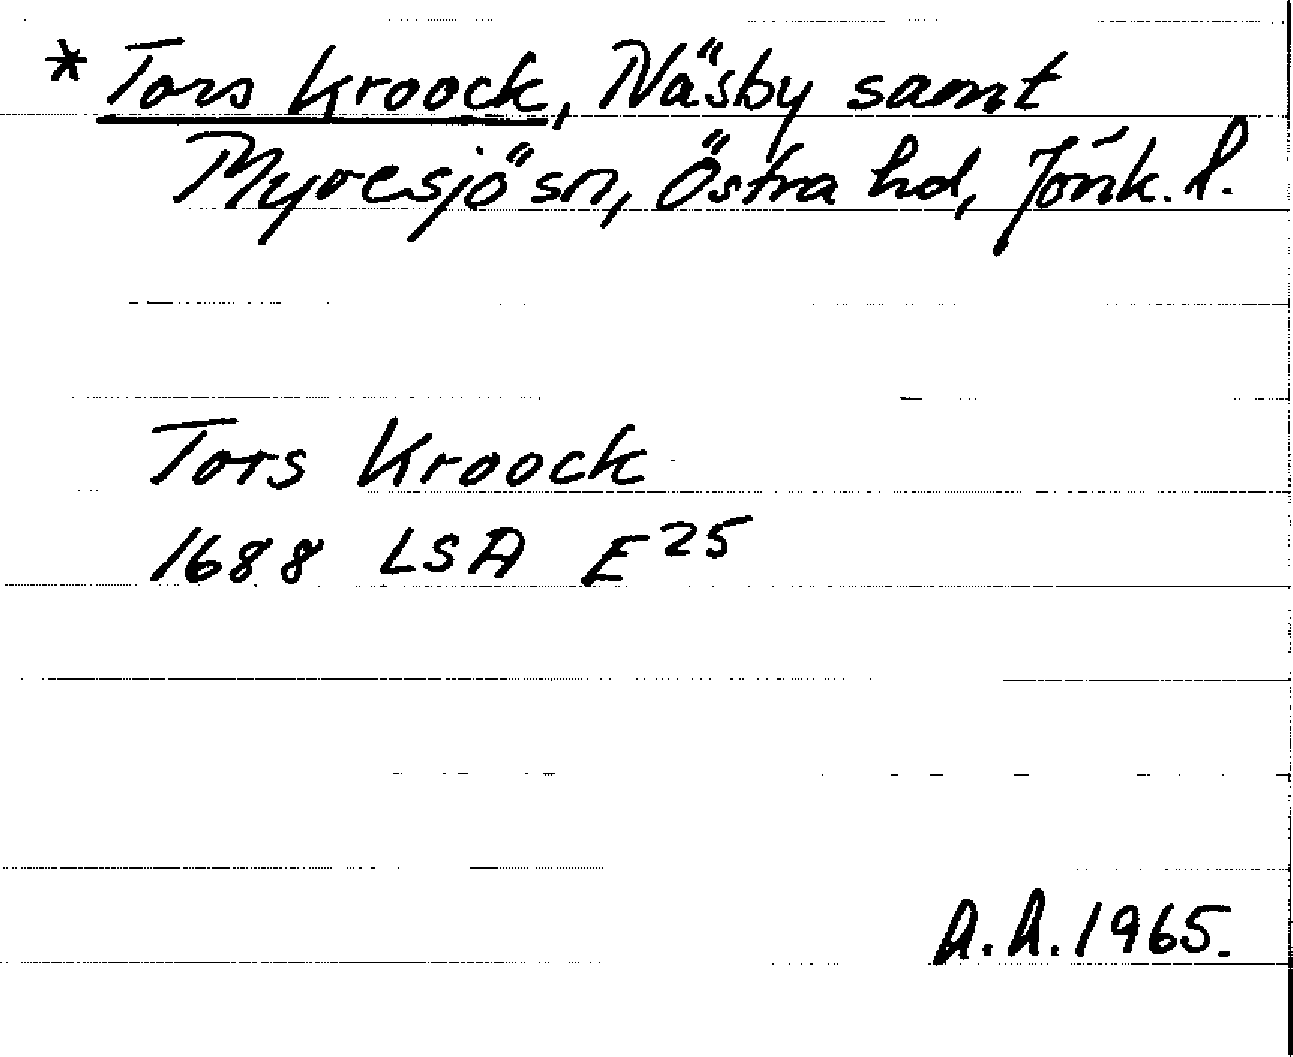 * Tors Kroock, Näsby samt
Myresjö sn, Östra hd, Jönk. l.
Tors Kroock
1688 LSA E25
A.A. 1965.